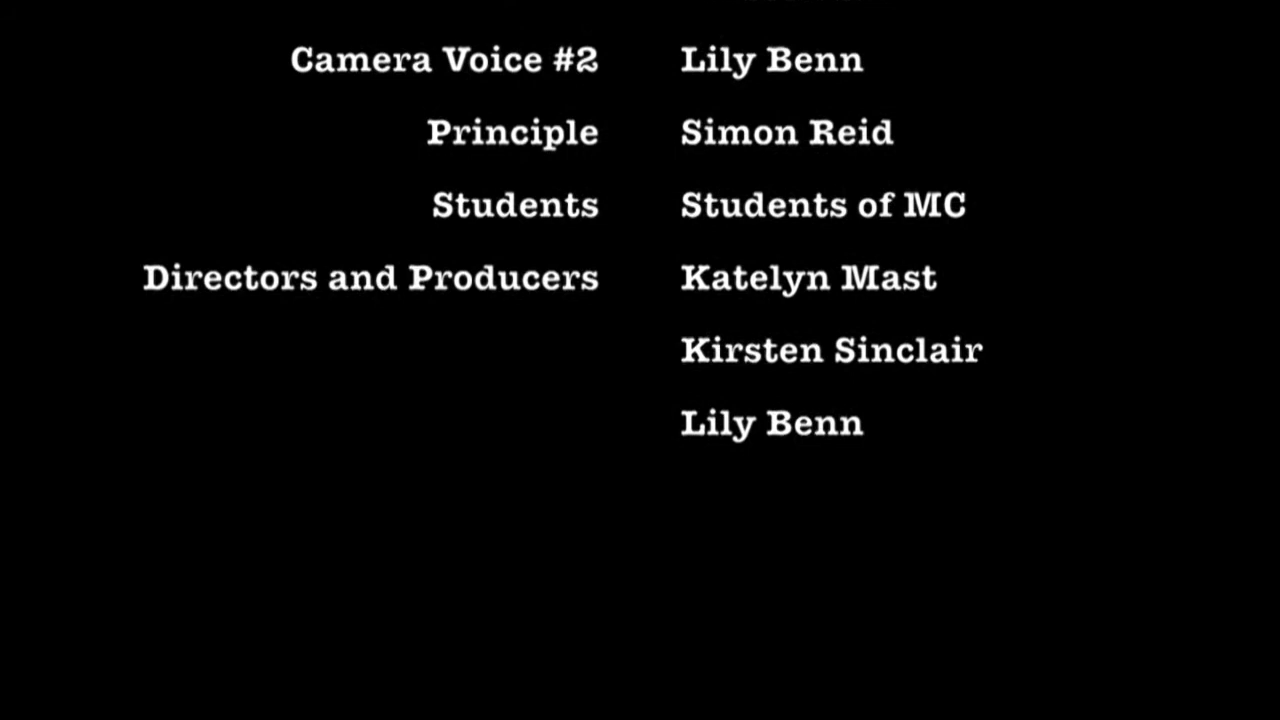 Camera Voice #2 Lily Benn
Principle Simon Reid
Students Students of MC
Directors and Producers Katelyn Mast
Kirsten Sinclair
Lily Benn